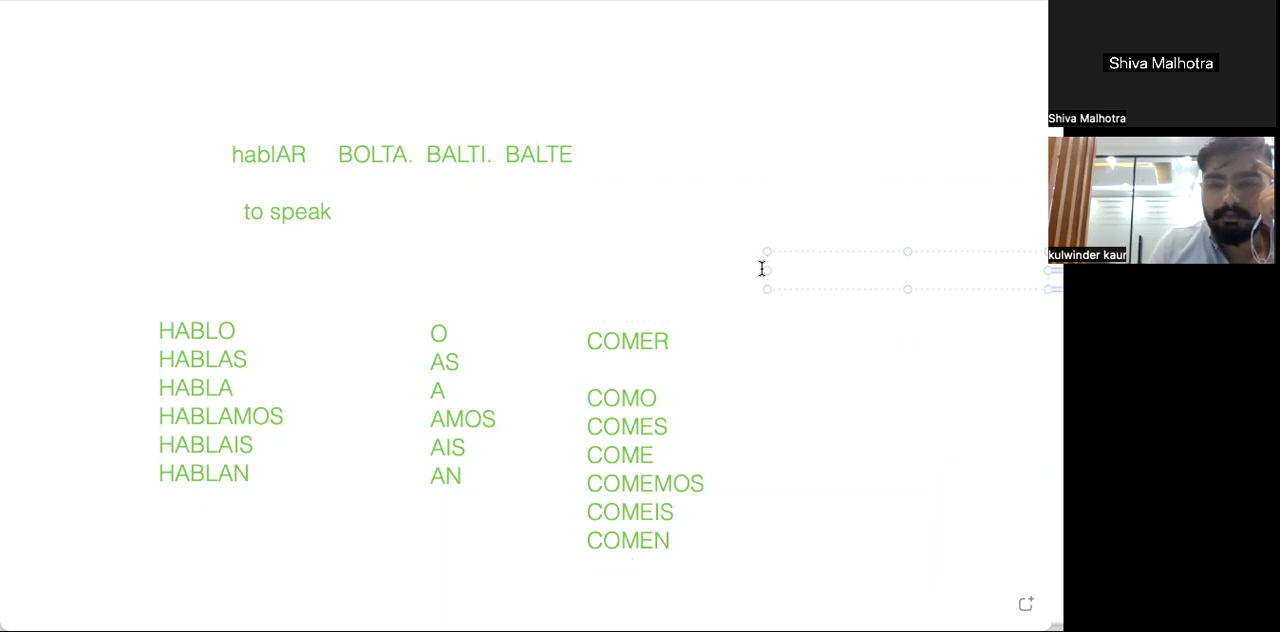 hablAR BOLTA. BALTI. BALTE
to speak
HABLO
HABLAS
HABLA
HABLAMOS
HABLAIS
HABLAN
O
AS
A
AMOS
AIS
AN
COMER
COMO
COMES
COME
COMEMOS
COMEIS
COMEN
Shiva Malhotra
Shiva Malhotra
kulwinder kaur